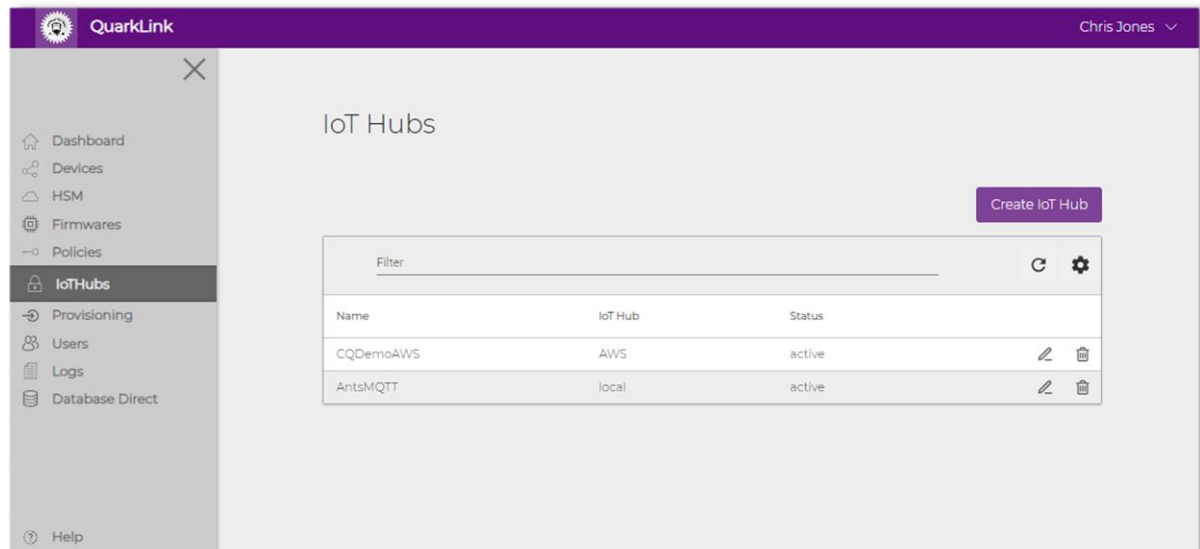 QuarkLink
Chris Jones
Dashboard
Devices
HSM
Firmwares
Policies
IoTHubs
Provisioning
Users
Logs
Database Direct
Help
IoT Hubs
Create IoT Hub
Filter
Name IoT Hub Status
CQDemoAWS AWS active
AntsMQTT local active